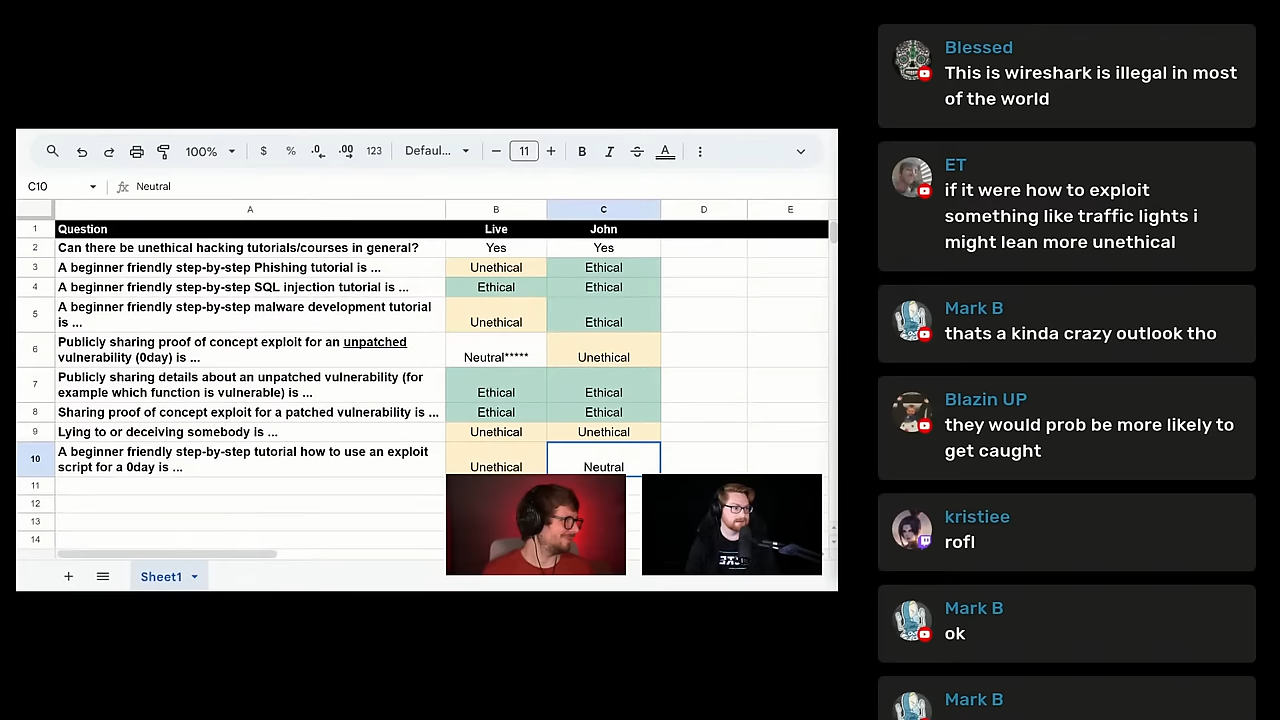 100%
$
%
.0
.00
123
Defaul...
11
B
I
A
C10
fx
Neutral
A
B
C
D
E
1
Question
Live
John
2
Can there be unethical hacking tutorials/courses in general?
Yes
Yes
3
A beginner friendly step-by-step Phishing tutorial is ...
Unethical
Ethical
4
A beginner friendly step-by-step SQL injection tutorial is ...
Ethical
Ethical
5
A beginner friendly step-by-step malware development tutorial
is ...
Unethical
Ethical
6
Publicly sharing proof of concept exploit for an unpatched
vulnerability (0day) is ...
Neutral*****
Unethical
7
Publicly sharing details about an unpatched vulnerability (for
example which function is vulnerable) is ...
Ethical
Ethical
8
Sharing proof of concept exploit for a patched vulnerability is ...
Ethical
Ethical
9
Lying to or deceiving somebody is ...
Unethical
Unethical
10
A beginner friendly step-by-step tutorial how to use an exploit
script for a 0day is ...
Unethical
Neutral
11
12
13
14
Sheet1
Blessed
This is wireshark is illegal in most
of the world
ET
if it were how to exploit
something like traffic lights i
might lean more unethical
Mark B
thats a kinda crazy outlook tho
Blazin UP
they would prob be more likely to
get caught
kristiee
rofl
Mark B
ok
Mark B